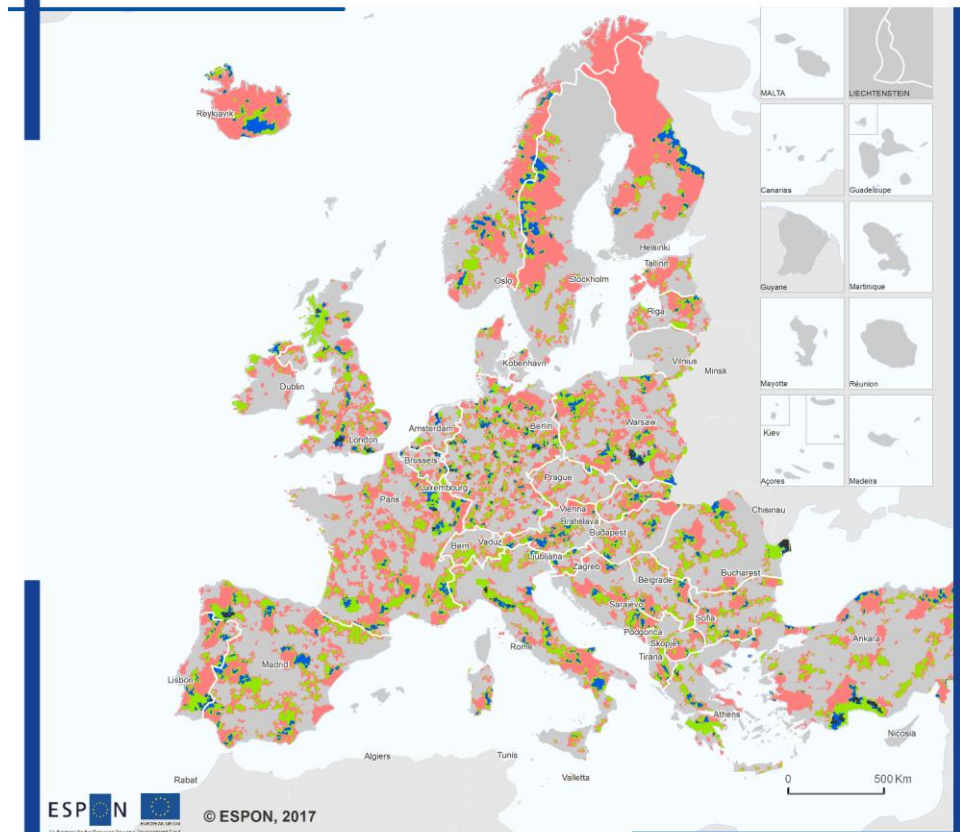 MALTA
LIECHTENSTEIN
Reykjavik
Canarias
Guadeloupe
Helsinki
Tallinn
Oslo
Stockholm
Guyane
Martinique
Riga
København
Vilnius
Minsk
Dublin
Mayotte
Réunion
Amsterdam
Berlin
Warsaw
London
Brussels
Kiev
Luxembourg
Prague
Açores
Madeira
Paris
Vienna
Chisinau
Bratislava
Bern
Vaduz
Budapest
Ljubljana
Zagreb
Belgrade
Bucharest
Sarajevo
Sofia
Podgorica
Rome
Skopje
Ankara
Tirana
Madrid
Lisbon
Athens
Nicosia
Algiers
Tunis
Valletta
Rabat
0 500 Km
ESPON
EUROPEAN UNION
© ESPON, 2017